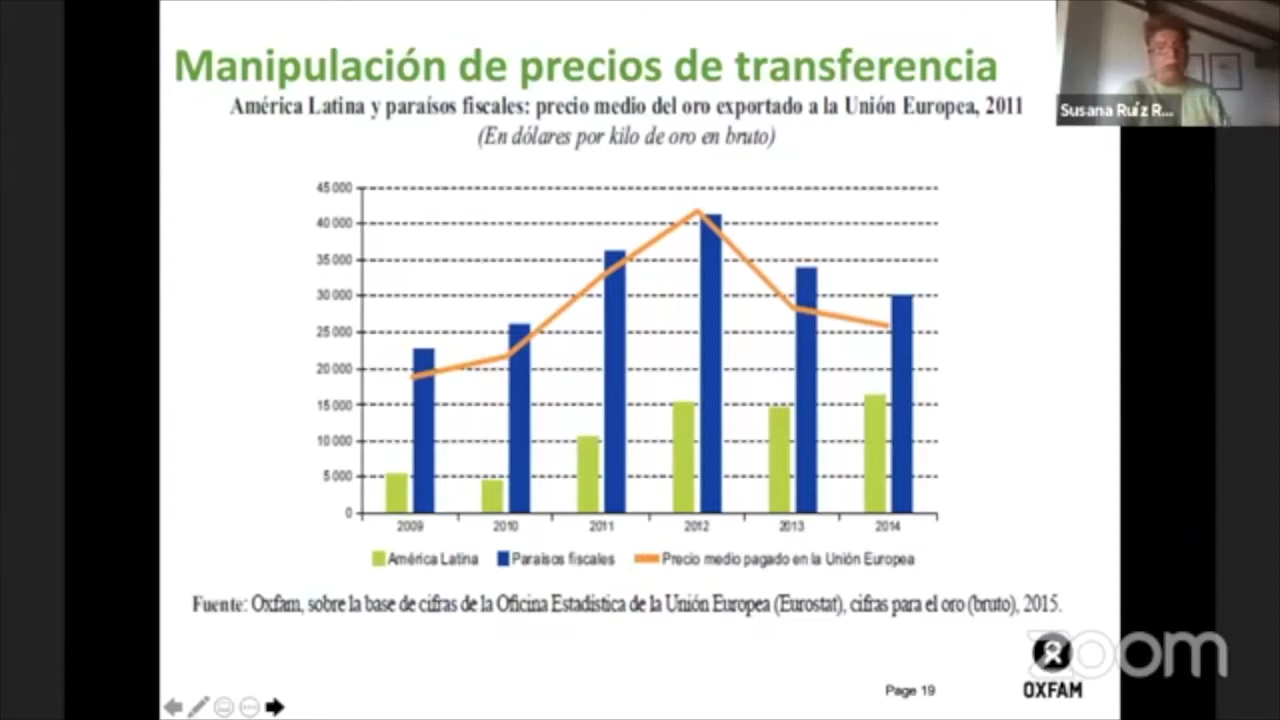 Manipulación de precios de transferencia
América Latina y paraísos fiscales: precio medio del oro exportado a la Unión Europea, 2011
(En dólares por kilo de oro en bruto)
Susana Ruíz R...
45 000
40 000
35 000
30 000
25 000
20 000
15 000
10 000
5 000
0
2009 2010 2011 2012 2013 2014
América Latina Paraísos fiscales Precio medio pagado en la Unión Europea
Fuente: Oxfam, sobre la base de cifras de la Oficina Estadística de la Unión Europea (Eurostat), cifras para el oro (bruto), 2015.
zoom
Page 19
OXFAM